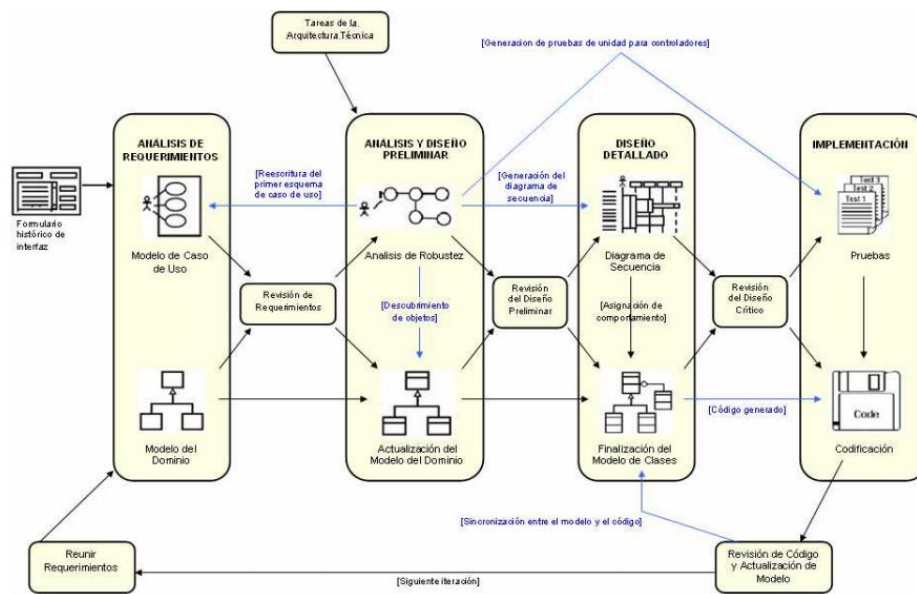 Tareas de la
Arquitectura Técnica
[Generacion de pruebas de unidad para controladores]
ANÁLISIS DE
REQUERIMIENTOS
ANÁLISIS Y DISEÑO
PRELIMINAR
DISEÑO
DETALLADO
IMPLEMENTACIÓN
[Reescritura del
primer esquema
de caso de uso]
[Generación del
diagrama de
secuencia]
Test 3
Test 2
Test 1
Formulario
histórico de
interfaz
Modelo de Caso
de Uso
Analisis de Robustez
Diagrama de
Secuencia
Pruebas
Revisión de
Requerimientos
[Descubrimiento
de objetos]
Revisión
del Diseño
Preliminar
[Asignación de
comportamiento]
Revisión
del Diseño
Crítico
[Código generado]
Code
Modelo del
Dominio
Actualización del
Modelo del Dominio
Finalización del
Modelo de Clases
Codificación
[Sincronización entre el modelo y el código]
Reunir
Requerimientos
[Siguiente iteración]
Revisión de Código
y Actualización de
Modelo